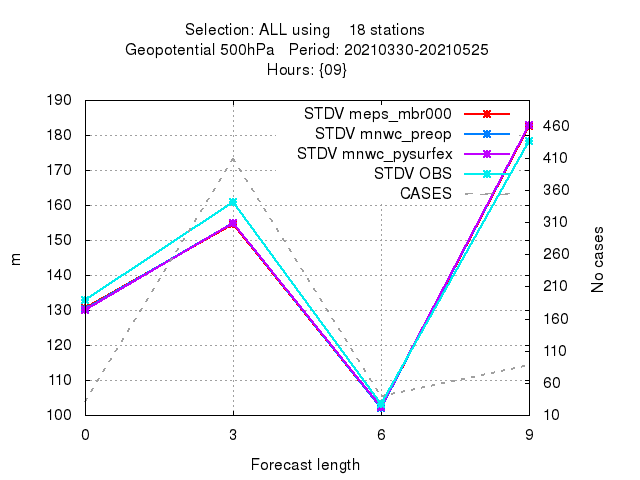 Selection: ALL using    18 stations
Geopotential 500hPa   Period: 20210330-20210525
Hours: {09}
STDV meps_mbr000
STDV mnwc_preop
STDV mnwc_pysurfex
STDV OBS
CASES
190
180
170
160
150
140
130
120
110
100
m
460
410
360
310
260
210
160
110
60
10
No cases
0 3 6 9
Forecast length